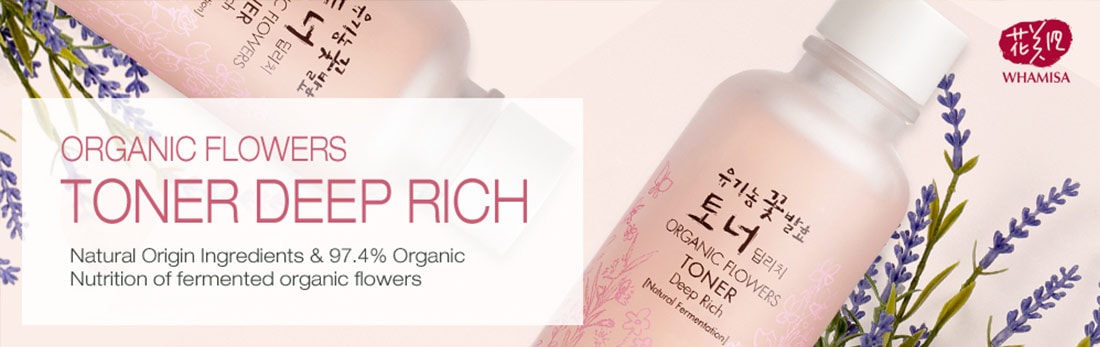 ORGANIC FLOWERS
TONER DEEP RICH
Natural Origin Ingredients & 97.4% Organic
Nutrition of fermented organic flowers
유기농 꽃 발효
토너 딥리치
ORGANIC FLOWERS
TONER
Deep Rich
[Natural Fermentation]
WHAMISA